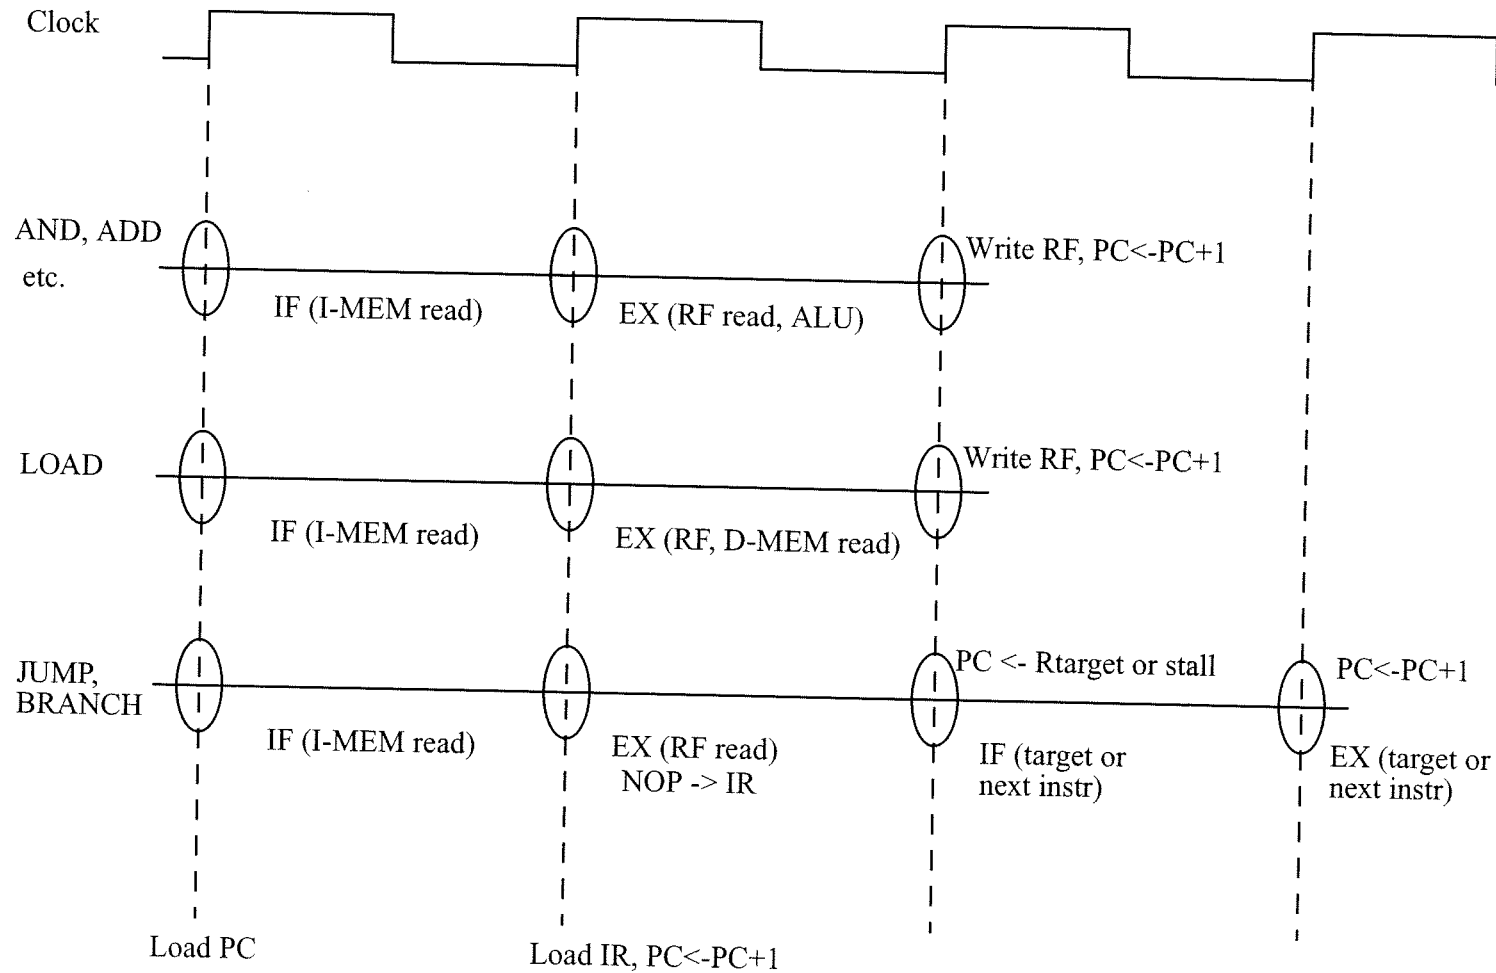 Clock
AND, ADD
etc.
Write RF, PC<-PC+1
IF (I-MEM read)
EX (RF read, ALU)
LOAD
Write RF, PC<-PC+1
IF (I-MEM read)
EX (RF, D-MEM read)
JUMP,
BRANCH
PC <- Rtarget or stall
PC<-PC+1
IF (I-MEM read)
EX (RF read)
NOP -> IR
IF (target or
next instr)
EX (target or
next instr)
Load PC
Load IR, PC<-PC+1